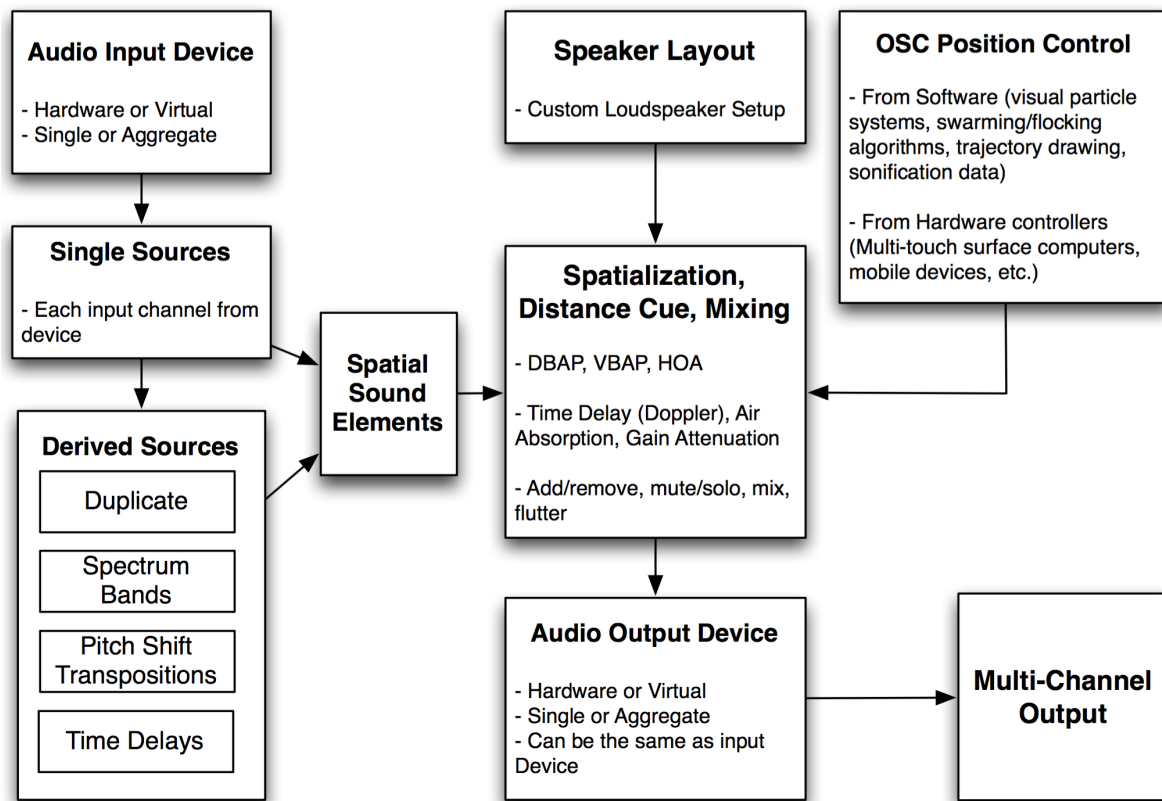 Audio Input Device
- Hardware or Virtual
- Single or Aggregate
Single Sources
- Each input channel from
device
Derived Sources
Duplicate
Spectrum
Bands
Pitch Shift
Transpositions
Time Delays
Spatial
Sound
Elements
Speaker Layout
- Custom Loudspeaker Setup
Spatialization,
Distance Cue, Mixing
- DBAP, VBAP, HOA
- Time Delay (Doppler), Air
Absorption, Gain Attenuation
- Add/remove, mute/solo, mix,
flutter
Audio Output Device
- Hardware or Virtual
- Single or Aggregate
- Can be the same as input
Device
OSC Position Control
- From Software (visual particle
systems, swarming/flocking
algorithms, trajectory drawing,
sonification data)
- From Hardware controllers
(Multi-touch surface computers,
mobile devices, etc.)
Multi-Channel
Output